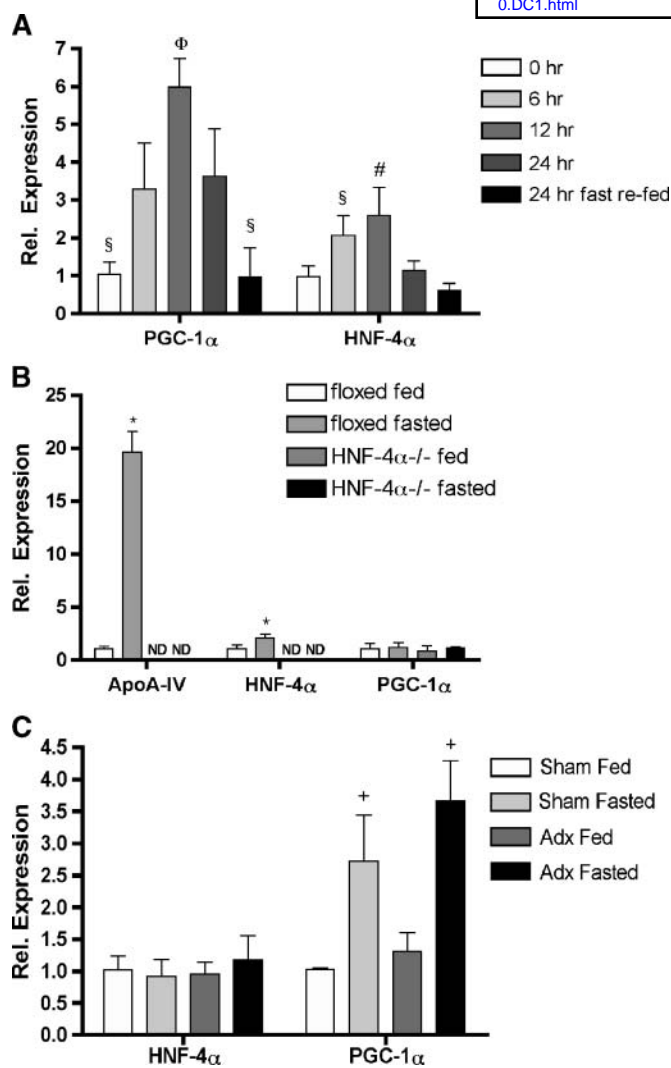 0.DC1.html
A
Rel. Expression
7
6
5
4
3
2
1
0
§
Φ
§
§
#
PGC-1α
HNF-4α
0 hr
6 hr
12 hr
24 hr
24 hr fast re-fed
B
Rel. Expression
25
20
15
10
5
0
*
ND ND
*
ND ND
ApoA-IV
HNF-4α
PGC-1α
floxed fed
floxed fasted
HNF-4α-/- fed
HNF-4α-/- fasted
C
Rel. Expression
4.5
4.0
3.5
3.0
2.5
2.0
1.5
1.0
0.5
0.0
+
+
HNF-4α
PGC-1α
Sham Fed
Sham Fasted
Adx Fed
Adx Fasted